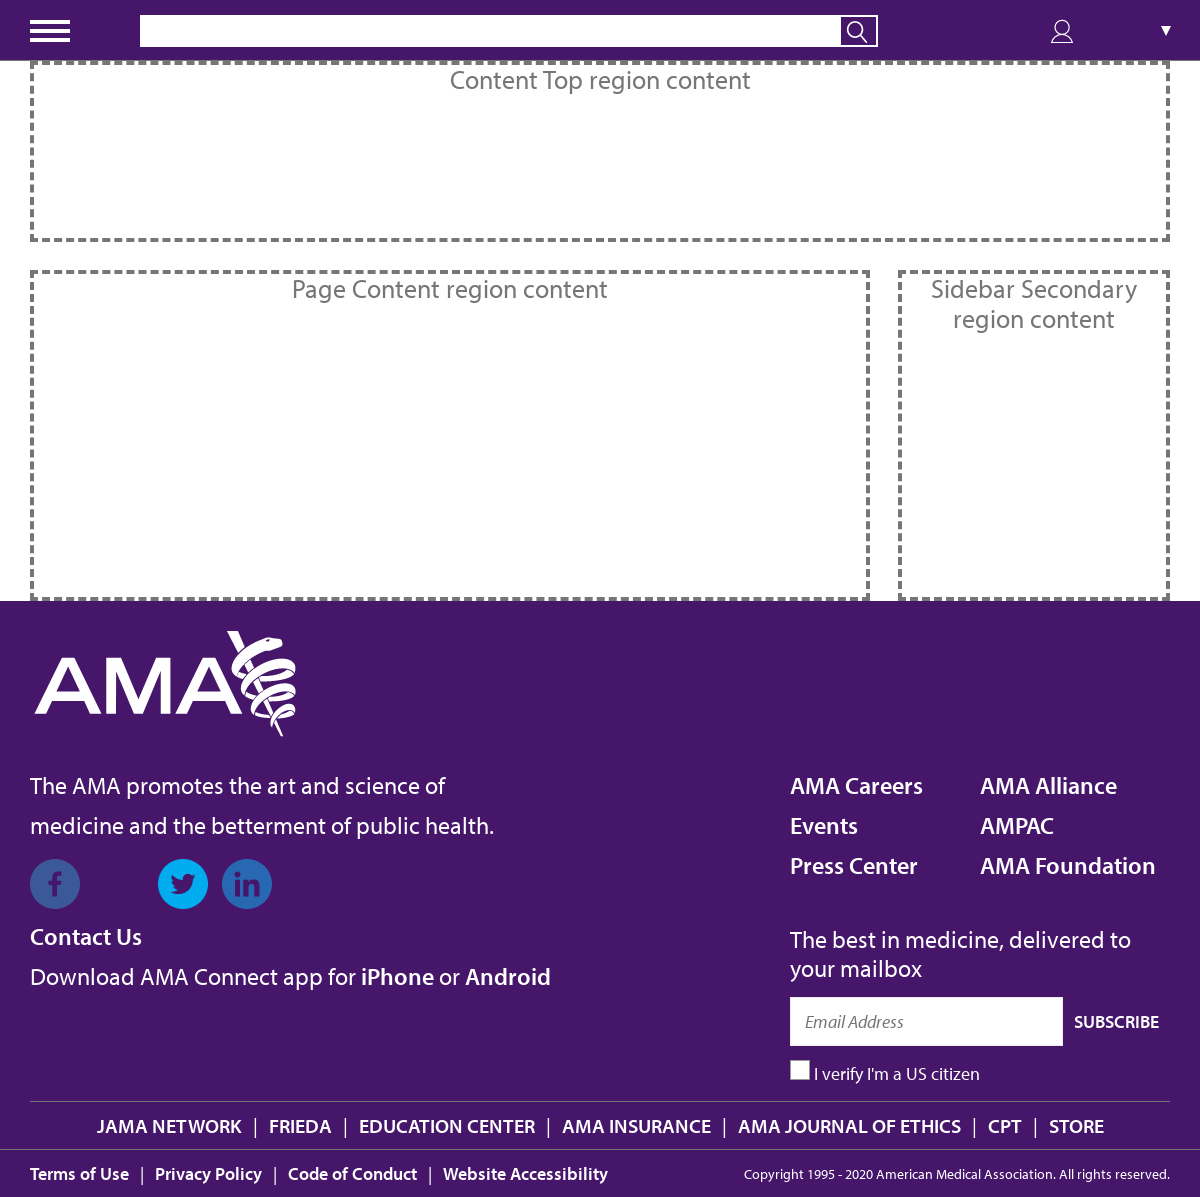 ▼
Content Top region content
Page Content region content
Sidebar Secondary
region content
AMA
The AMA promotes the art and science of
medicine and the betterment of public health.
Contact Us
Download AMA Connect app for iPhone or Android
AMA Careers
Events
Press Center
AMA Alliance
AMPAC
AMA Foundation
The best in medicine, delivered to
your mailbox
Email Address
SUBSCRIBE
I verify I'm a US citizen
JAMA NETWORK | FRIEDA | EDUCATION CENTER | AMA INSURANCE | AMA JOURNAL OF ETHICS | CPT | STORE
Terms of Use | Privacy Policy | Code of Conduct | Website Accessibility
Copyright 1995 - 2020 American Medical Association. All rights reserved.